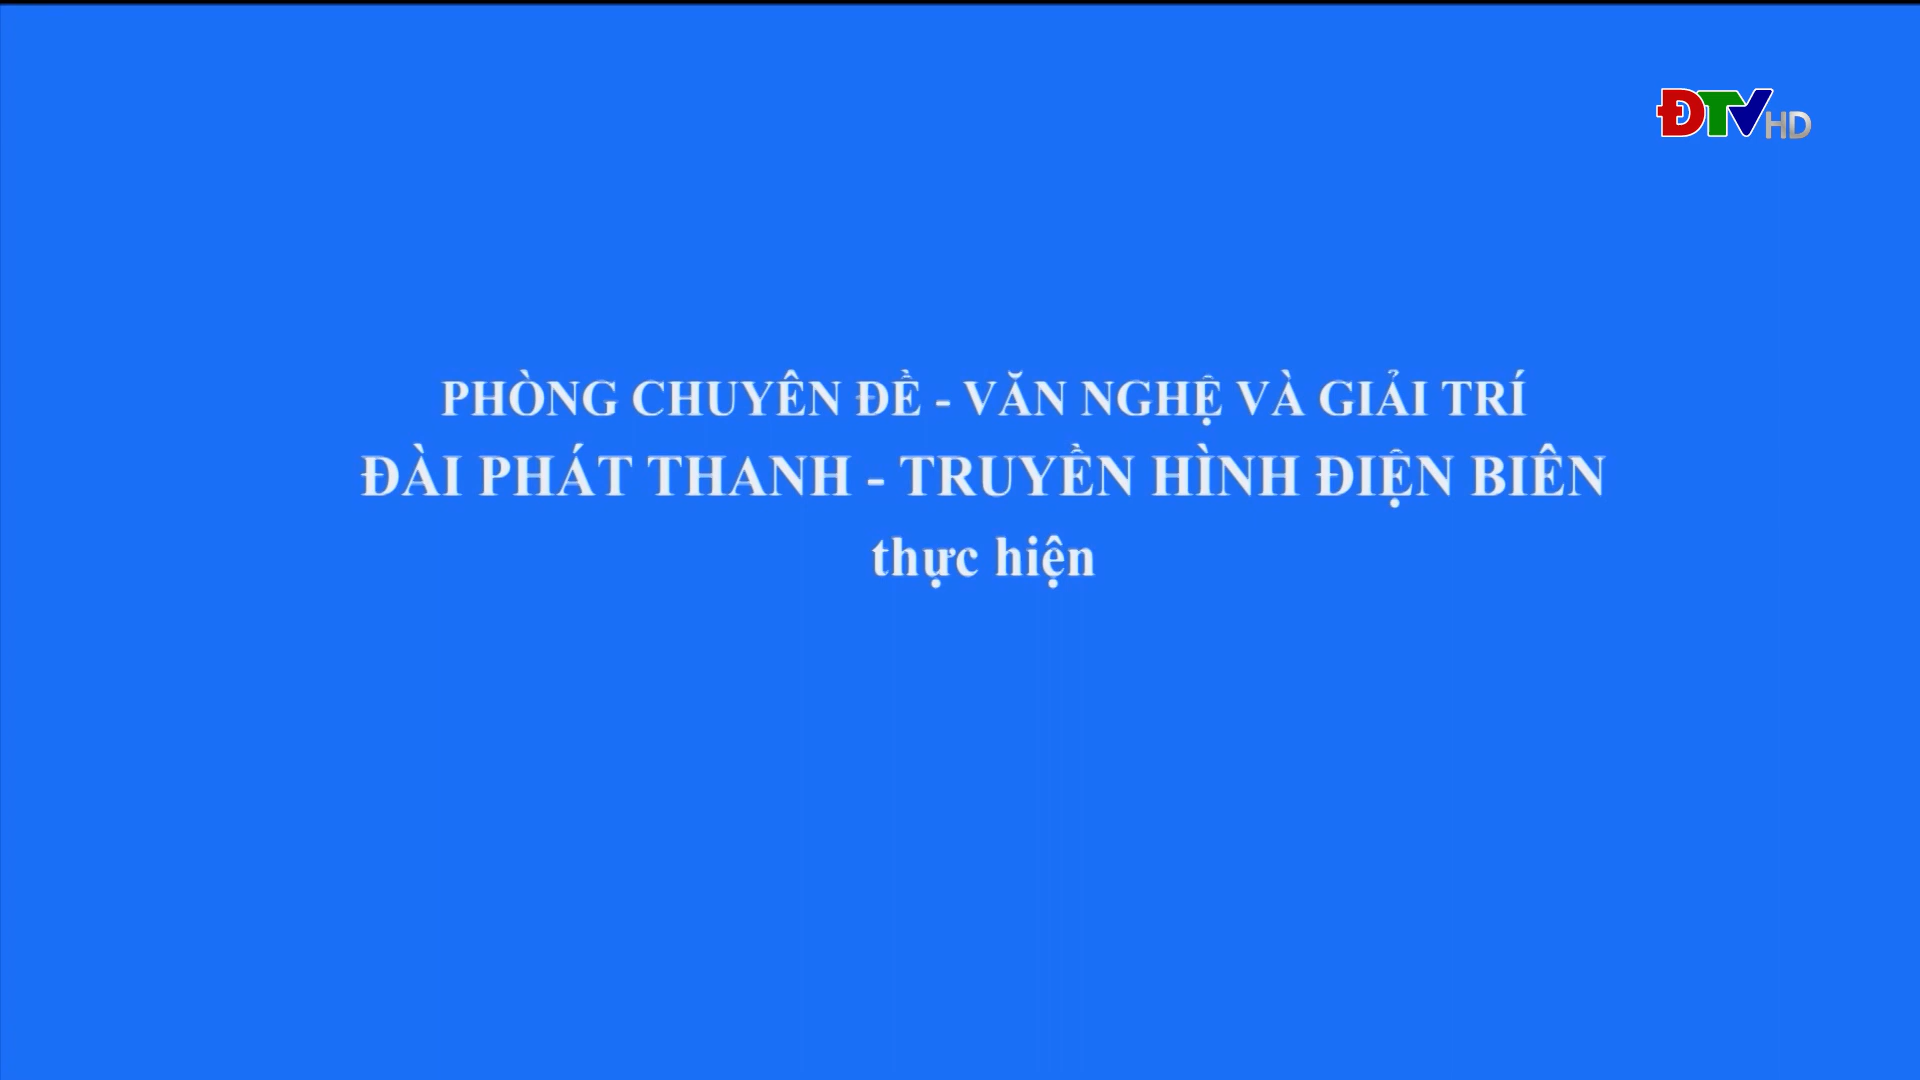 ĐTV HD
PHÒNG CHUYÊN ĐỀ - VĂN NGHỆ VÀ GIẢI TRÍ
ĐÀI PHÁT THANH - TRUYỀN HÌNH ĐIỆN BIÊN
thực hiện